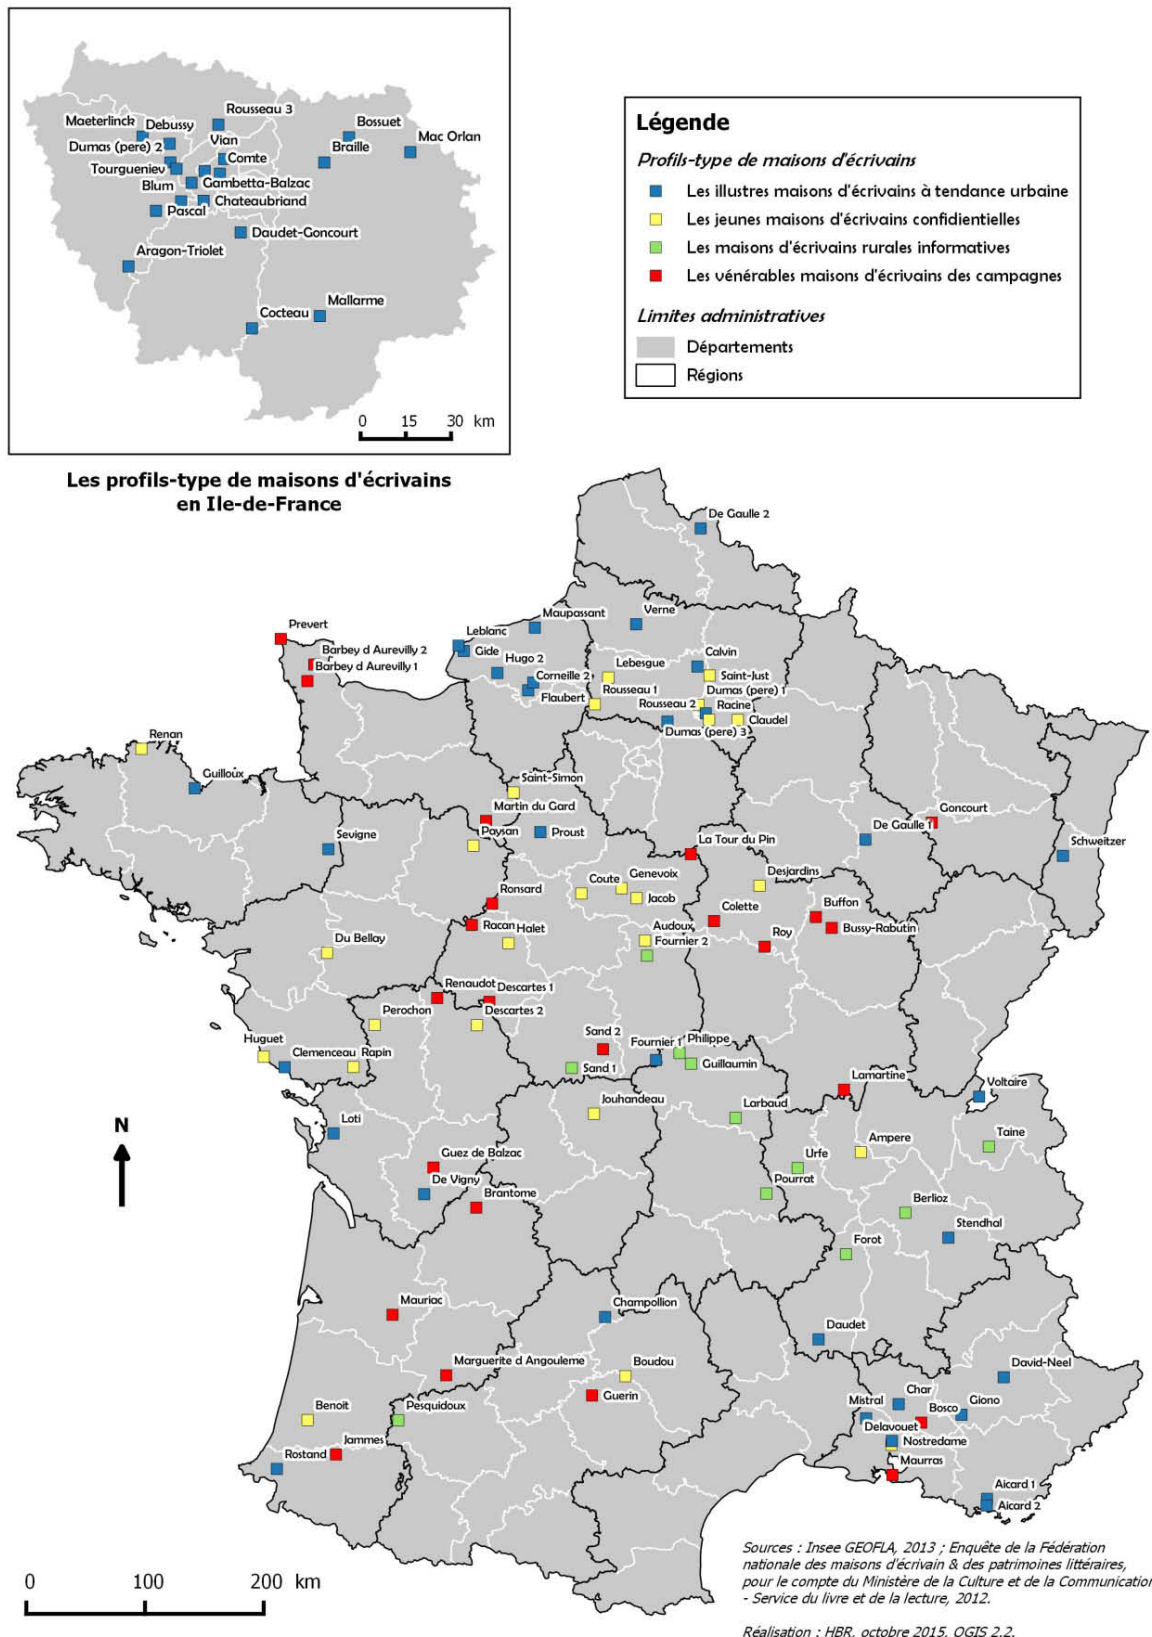 Rousseau 3
Maeterlinck
Debussy
Bossuet
Vian
Mac Orlan
Dumas (pere) 2
Braille
Comte
Tourgueniev
Blum
Gambetta-Balzac
Chateaubriand
Pascal
Daudet-Goncourt
Aragon-Triolet
Mallarme
Cocteau
0 15 30 km
Légende
Profils-type de maisons d'écrivains
Les illustres maisons d'écrivains à tendance urbaine
Les jeunes maisons d'écrivains confidentielles
Les maisons d'écrivains rurales informatives
Les vénérables maisons d'écrivains des campagnes
Limites administratives
Départements
Régions
Les profils-type de maisons d'écrivains
en Ile-de-France
De Gaulle 2
Maupassant
Verne
Prevert
Leblanc
Barbey d Aurevilly 2
Gide
Barbey d Aurevilly 1
Hugo 2
Lebesgue
Calvin
Corneille 2
Saint-Just
Flaubert
Rousseau 1
Dumas (pere) 1
Rousseau 2
Racine
Claudel
Dumas (pere) 3
Renan
Guilloux
Saint-Simon
Martin du Gard
Goncourt
Sevigne
Paysan
Proust
De Gaulle 1
La Tour du Pin
Schweitzer
Coute
Genevoix
Desjardins
Ronsard
Jacob
Colette
Buffon
Racan
Halet
Audoux
Bussy-Rabutin
Du Bellay
Fournier 2
Roy
Renaudot
Descartes 1
Perochon
Descartes 2
Huguet
Sand 2
Fournier 1
Philippe
Clemenceau
Rapin
Sand 1
Guillaumin
Lamartine
Voltaire
Jouhandeau
Larbaud
N
Loti
Ampere
Taine
Guez de Balzac
Urfe
De Vigny
Pourrat
Brantome
Berlioz
Stendhal
Forot
Mauriac
Champollion
Daudet
Marguerite d Angouleme
Boudou
David-Neel
Guerin
Char
Mistral
Bosco
Giono
Benoit
Pesquidoux
Delavouet
Nostredame
Jammes
Rostand
Maurras
Aicard 1
Aicard 2
0 100 200 km
Sources : Insee GEOFLA, 2013 ; Enquête de la Fédération
nationale des maisons d'écrivain & des patrimoines littéraires,
pour le compte du Ministère de la Culture et de la Communication
- Service du livre et de la lecture, 2012.
Réalisation : HBR, octobre 2015, QGIS 2.2.